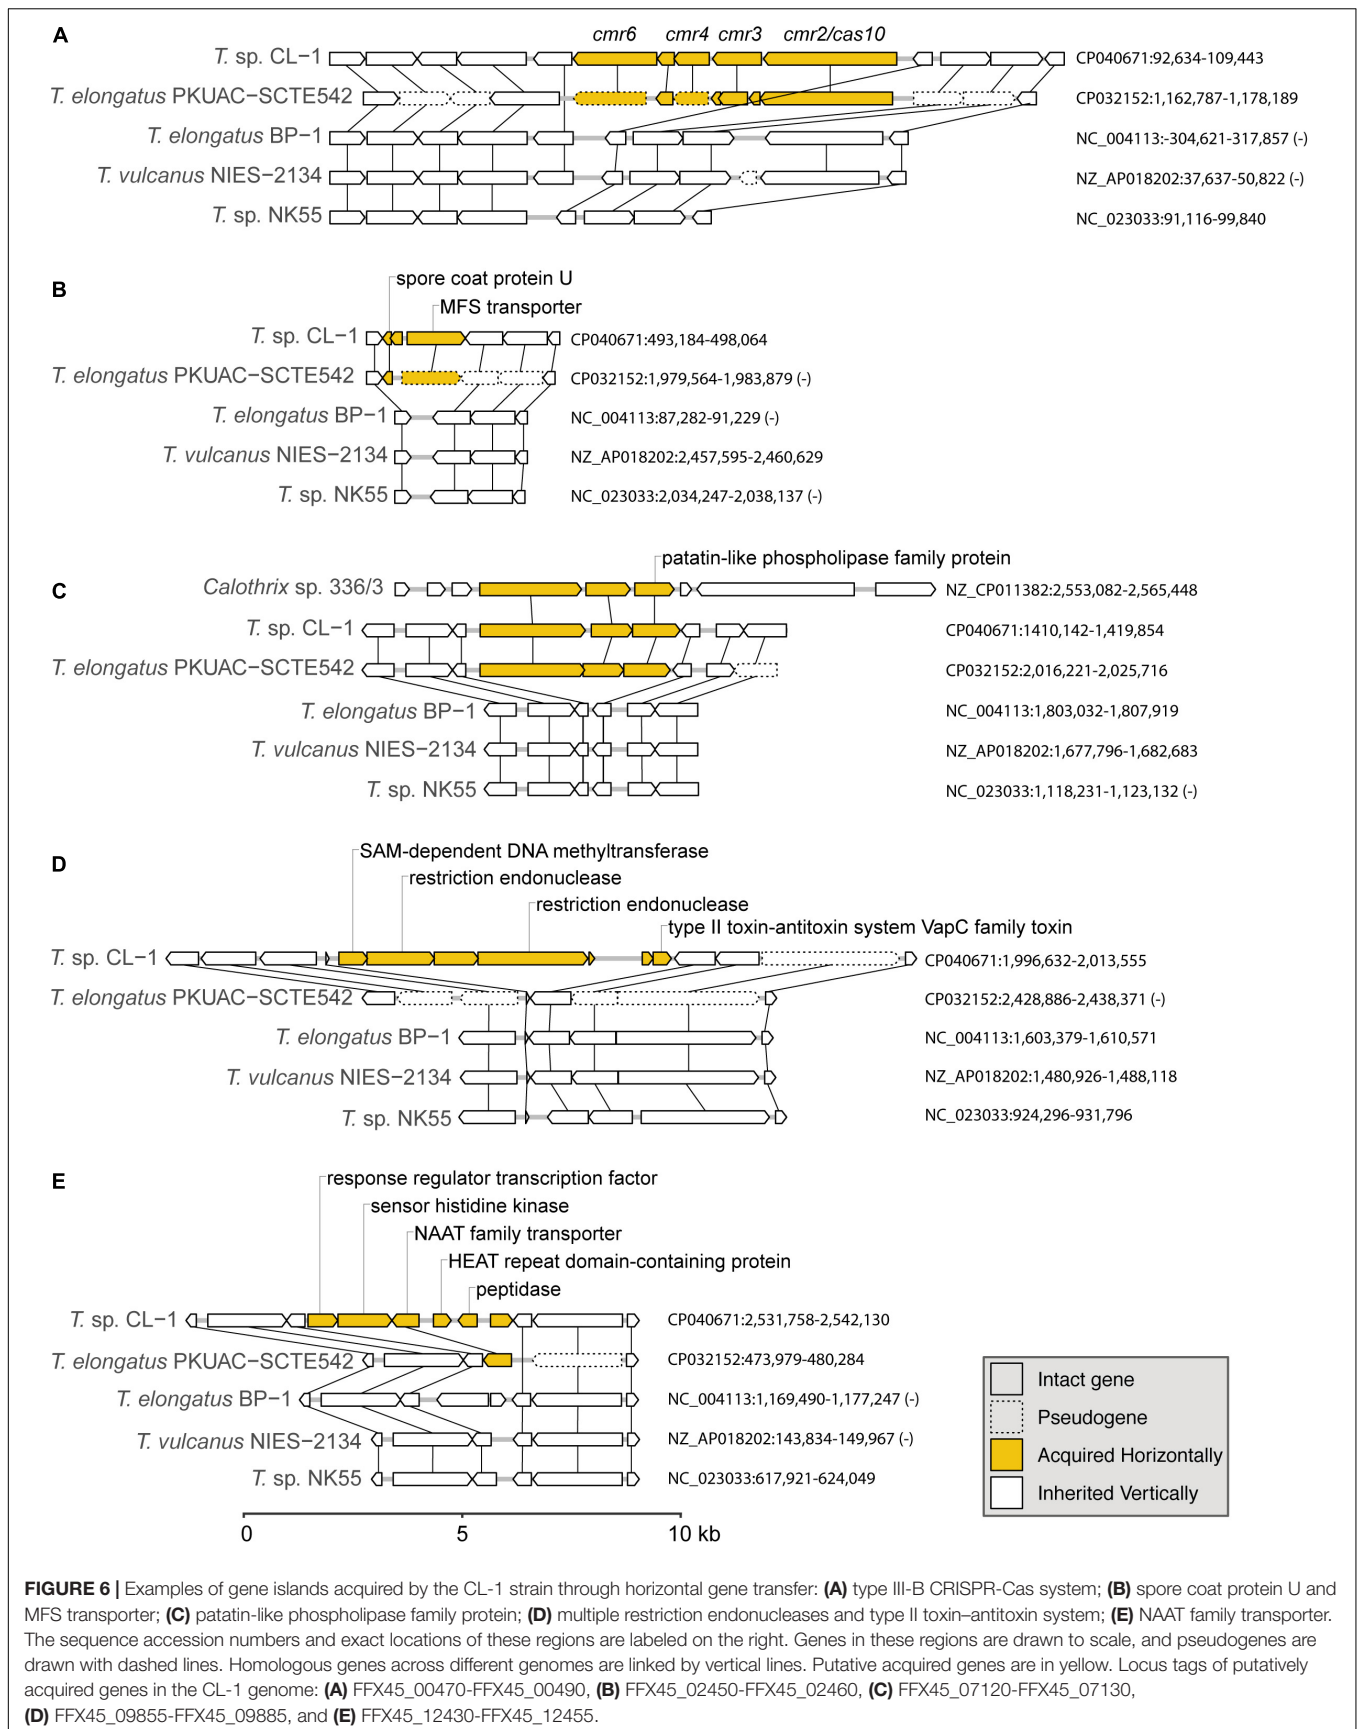 A
cmr6 cmr4 cmr3 cmr2/cas10
T. sp. CL−1 CP040671:92,634-109,443
T. elongatus PKUAC−SCTE542 CP032152:1,162,787-1,178,189
T. elongatus BP−1 NC_004113:-304,621-317,857 (-)
T. vulcanus NIES−2134 NZ_AP018202:37,637-50,822 (-)
T. sp. NK55 NC_023033:91,116-99,840
B
spore coat protein U
MFS transporter
T. sp. CL−1 CP040671:493,184-498,064
T. elongatus PKUAC−SCTE542 CP032152:1,979,564-1,983,879 (-)
T. elongatus BP−1 NC_004113:87,282-91,229 (-)
T. vulcanus NIES−2134 NZ_AP018202:2,457,595-2,460,629
T. sp. NK55 NC_023033:2,034,247-2,038,137 (-)
C
patatin-like phospholipase family protein
Calothrix sp. 336/3 NZ_CP011382:2,553,082-2,565,448
T. sp. CL−1 CP040671:1410,142-1,419,854
T. elongatus PKUAC−SCTE542 CP032152:2,016,221-2,025,716
T. elongatus BP−1 NC_004113:1,803,032-1,807,919
T. vulcanus NIES−2134 NZ_AP018202:1,677,796-1,682,683
T. sp. NK55 NC_023033:1,118,231-1,123,132 (-)
D
SAM-dependent DNA methyltransferase
restriction endonuclease
restriction endonuclease
type II toxin-antitoxin system VapC family toxin
T. sp. CL−1 CP040671:1,996,632-2,013,555
T. elongatus PKUAC−SCTE542 CP032152:2,428,886-2,438,371 (-)
T. elongatus BP−1 NC_004113:1,603,379-1,610,571
T. vulcanus NIES−2134 NZ_AP018202:1,480,926-1,488,118
T. sp. NK55 NC_023033:924,296-931,796
E
response regulator transcription factor
sensor histidine kinase
NAAT family transporter
HEAT repeat domain-containing protein
peptidase
T. sp. CL−1 CP040671:2,531,758-2,542,130
T. elongatus PKUAC−SCTE542 CP032152:473,979-480,284
T. elongatus BP−1 NC_004113:1,169,490-1,177,247 (-)
T. vulcanus NIES−2134 NZ_AP018202:143,834-149,967 (-)
T. sp. NK55 NC_023033:617,921-624,049
0 5 10 kb
Intact gene
Pseudogene
Acquired Horizontally
Inherited Vertically
FIGURE 6 | Examples of gene islands acquired by the CL-1 strain through horizontal gene transfer: (A) type III-B CRISPR-Cas system; (B) spore coat protein U and
MFS transporter; (C) patatin-like phospholipase family protein; (D) multiple restriction endonucleases and type II toxin–antitoxin system; (E) NAAT family transporter.
The sequence accession numbers and exact locations of these regions are labeled on the right. Genes in these regions are drawn to scale, and pseudogenes are
drawn with dashed lines. Homologous genes across different genomes are linked by vertical lines. Putative acquired genes are in yellow. Locus tags of putatively
acquired genes in the CL-1 genome: (A) FFX45_00470-FFX45_00490, (B) FFX45_02450-FFX45_02460, (C) FFX45_07120-FFX45_07130,
(D) FFX45_09855-FFX45_09885, and (E) FFX45_12430-FFX45_12455.